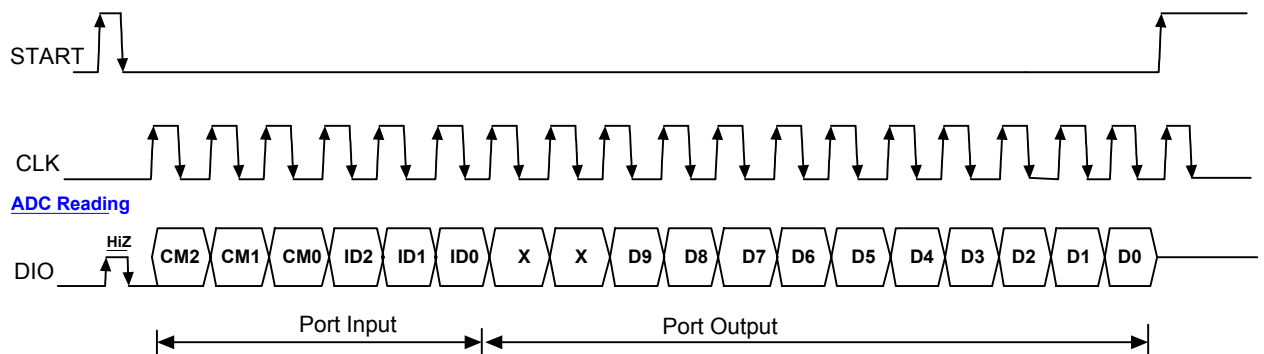 START
CLK
ADC Reading
HiZ
DIO CM2 CM1 CM0 ID2 ID1 ID0 X X D9 D8 D7 D6 D5 D4 D3 D2 D1 D0
Port Input Port Output